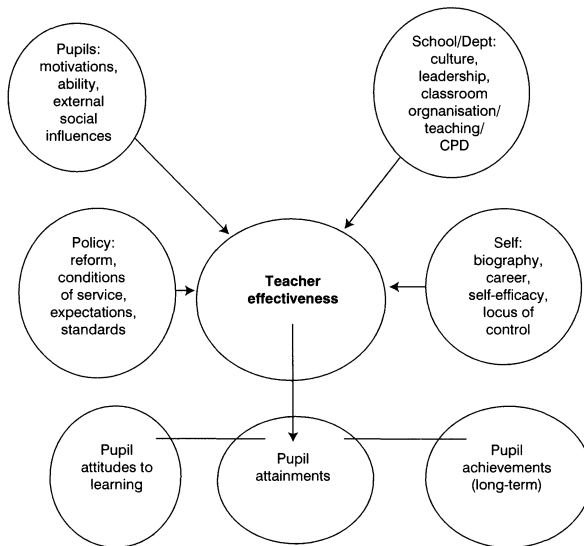 Pupils:
motivations,
ability,
external
social
influences
School/Dept:
culture,
leadership,
classroom
orgnanisation/
teaching/
CPD
Policy:
reform,
conditions
of service,
expectations,
standards
Teacher
effectiveness
Self:
biography,
career,
self-efficacy,
locus of
control
Pupil
attitudes to
learning
Pupil
attainments
Pupil
achievements
(long-term)